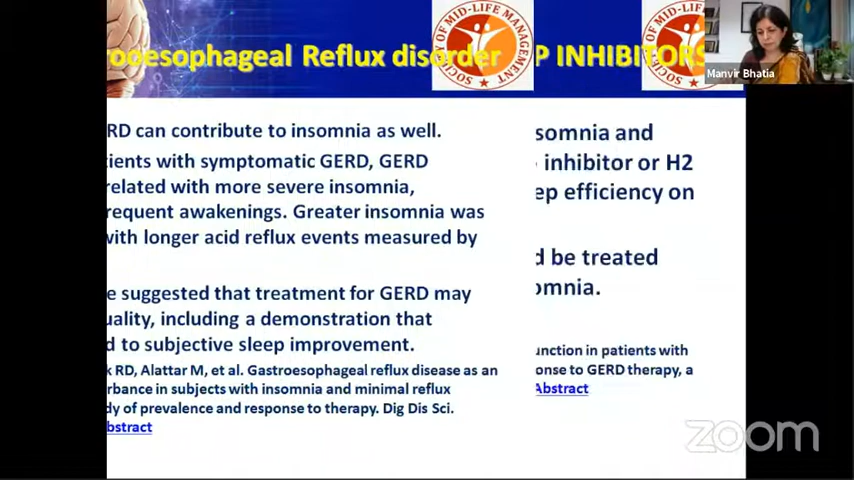 rooesophageal Reflux disorder
SOCIETY OF MID-LIFE MANAGEMENT
P INHIBITORS
Manvir Bhatia
RD can contribute to insomnia as well.
ients with symptomatic GERD, GERD
related with more severe insomnia,
requent awakenings. Greater insomnia was
with longer acid reflux events measured by
e suggested that treatment for GERD may
uality, including a demonstration that
d to subjective sleep improvement.
k RD, Alattar M, et al. Gastroesophageal reflux disease as an
rbance in subjects with insomnia and minimal reflux
dy of prevalence and response to therapy. Dig Dis Sci.
bstract
somnia and
inhibitor or H2
ep efficiency on
d be treated
omnia.
unction in patients with
onse to GERD therapy, a
Abstract
zoom